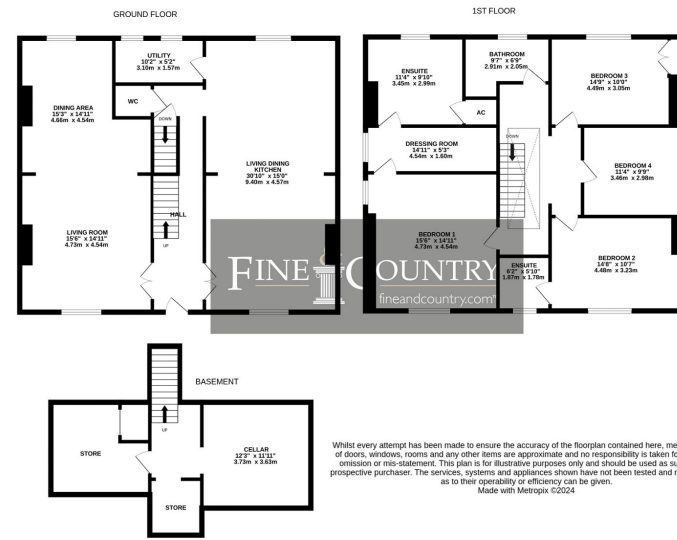 GROUND FLOOR
UTILITY
10'2" x 5'2"
3.10m x 1.57m
WC
DOWN
DINING AREA
15'3" x 14'11"
4.66m x 4.54m
LIVING DINING
KITCHEN
30'10" x 15'0"
9.40m x 4.57m
HALL
UP
LIVING ROOM
15'6" x 14'11"
4.73m x 4.54m
1ST FLOOR
ENSUITE
11'4" x 9'10"
3.45m x 2.99m
BATHROOM
9'7" x 6'9"
2.91m x 2.05m
BEDROOM 3
14'9" x 10'0"
4.49m x 3.05m
AC
DOWN
DRESSING ROOM
14'11" x 5'3"
4.54m x 1.60m
BEDROOM 4
11'4" x 9'9"
3.46m x 2.98m
BEDROOM 1
15'6" x 14'11"
4.73m x 4.54m
ENSUITE
6'2" x 5'10"
1.87m x 1.78m
BEDROOM 2
14'8" x 10'7"
4.48m x 3.23m
FINE & COUNTRY
fineandcountry.com™
BASEMENT
UP
STORE
CELLAR
12'3" x 11'11"
3.73m x 3.63m
STORE
Whilst every attempt has been made to ensure the accuracy of the floorplan contained here, me
of doors, windows, rooms and any other items are approximate and no responsibility is taken fo
omission or mis-statement. This plan is for illustrative purposes only and should be used as su
prospective purchaser. The services, systems and appliances shown have not been tested and n
as to their operability or efficiency can be given.
Made with Metropix ©2024